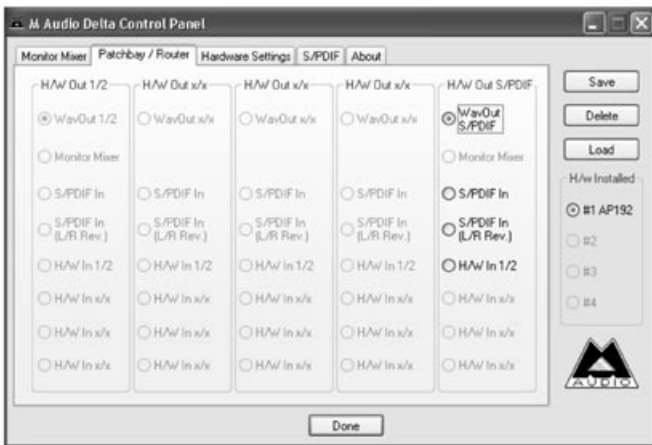 M Audio Delta Control Panel
Monitor Mixer Patchbay / Router Hardware Settings S/PDIF About
H/W Out 1/2
WavOut 1/2
Monitor Mixer
S/PDIF In
S/PDIF In
(L/R Rev.)
H/W In 1/2
H/W In x/x
H/W In x/x
H/W In x/x
H/W Out x/x
WavOut x/x
S/PDIF In
S/PDIF In
(L/R Rev.)
H/W In 1/2
H/W In x/x
H/W In x/x
H/W In x/x
H/W Out x/x
WavOut x/x
S/PDIF In
S/PDIF In
(L/R Rev.)
H/W In 1/2
H/W In x/x
H/W In x/x
H/W In x/x
H/W Out x/x
WavOut x/x
S/PDIF In
S/PDIF In
(L/R Rev.)
H/W In 1/2
H/W In x/x
H/W In x/x
H/W In x/x
H/W Out S/PDIF
WavOut
S/PDIF
Monitor Mixer
S/PDIF In
S/PDIF In
(L/R Rev.)
H/W In 1/2
H/W In x/x
H/W In x/x
H/W In x/x
Save
Delete
Load
H/w Installed
#1 AP192
#2
#3
#4
M
AUDIO
Done